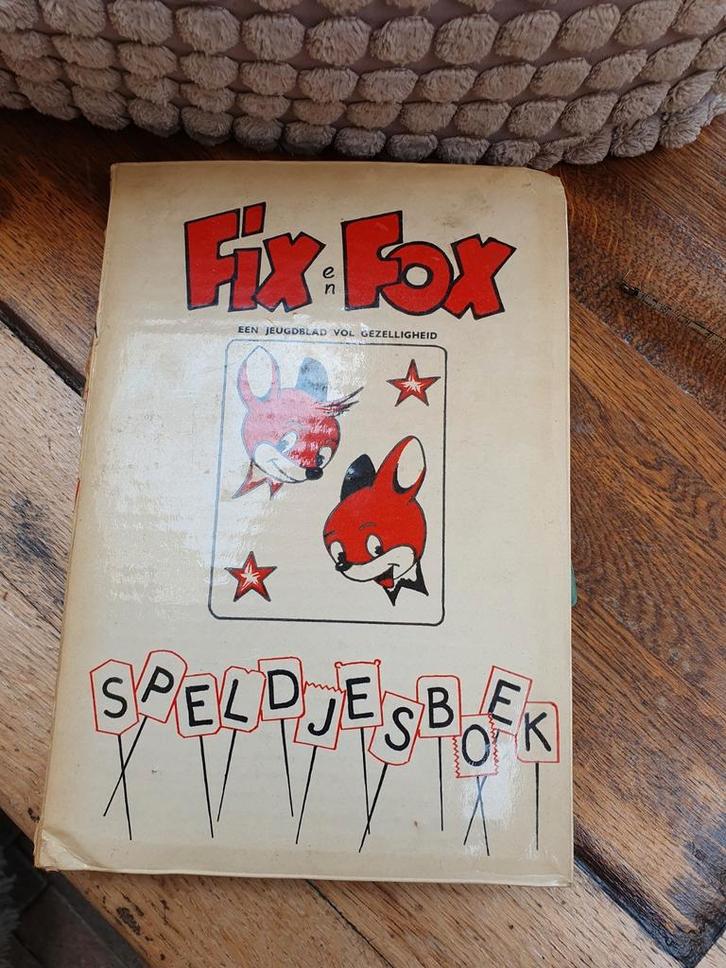 Fix en Fox
EEN JEUGDBLAD VOL GEZELLIGHEID
SPELDJESBOEK